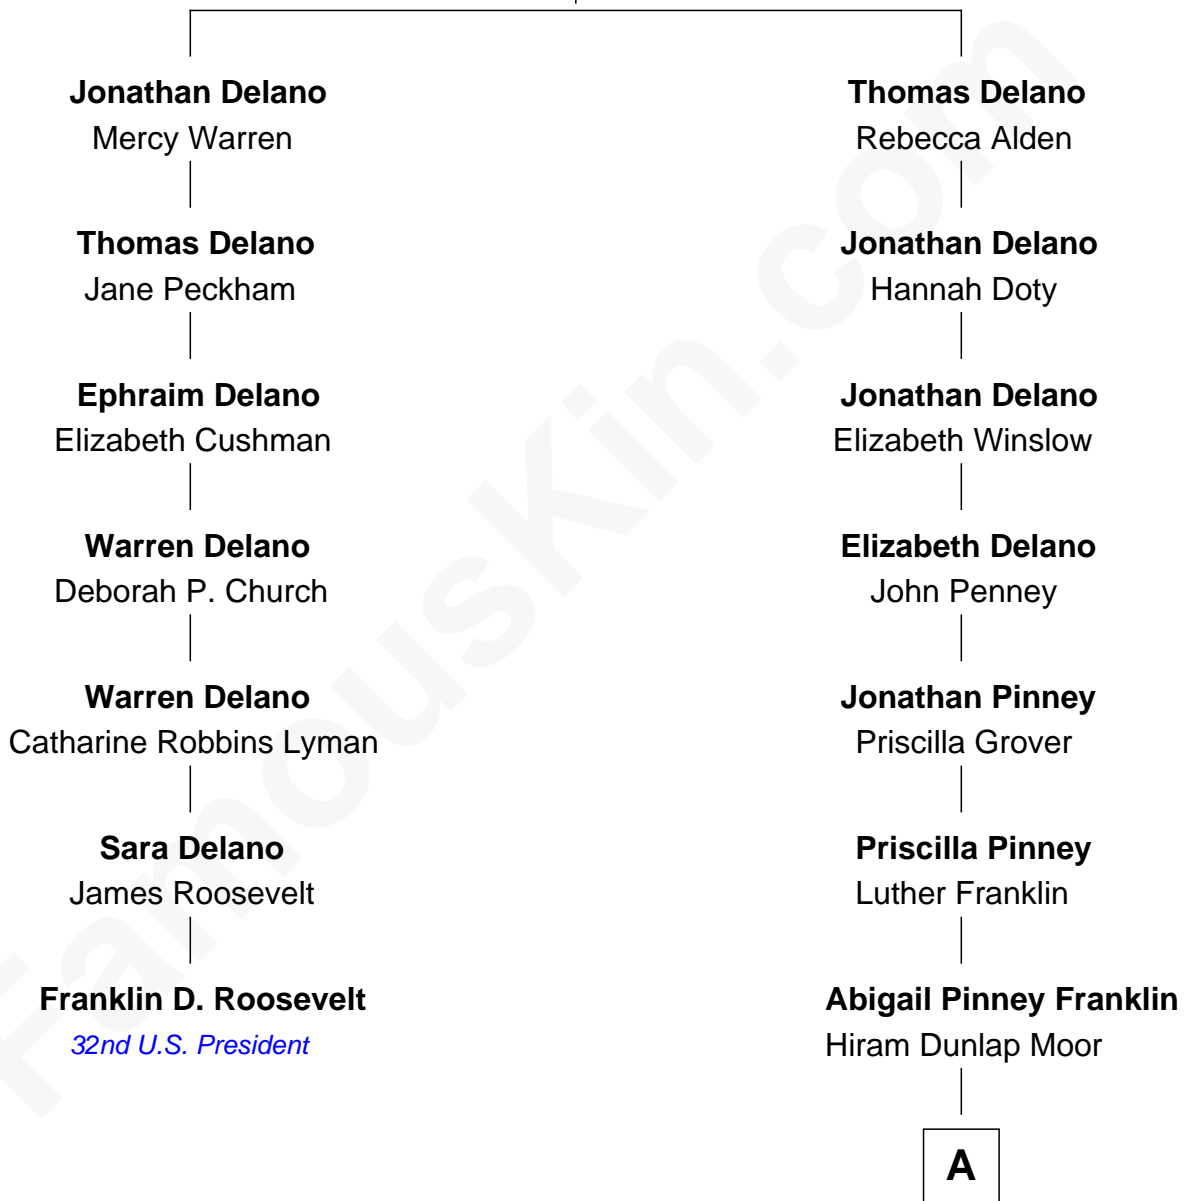 Jonathan Delano
Mercy Warren
Thomas Delano
Jane Peckham
Ephraim Delano
Elizabeth Cushman
Warren Delano
Deborah P. Church
Warren Delano
Catharine Robbins Lyman
Sara Delano
James Roosevelt
Franklin D. Roosevelt
32nd U.S. President
Thomas Delano
Rebecca Alden
Jonathan Delano
Hannah Doty
Jonathan Delano
Elizabeth Winslow
Elizabeth Delano
John Penney
Jonathan Pinney
Priscilla Grover
Priscilla Pinney
Luther Franklin
Abigail Pinney Franklin
Hiram Dunlap Moor
A
FamousKin.com